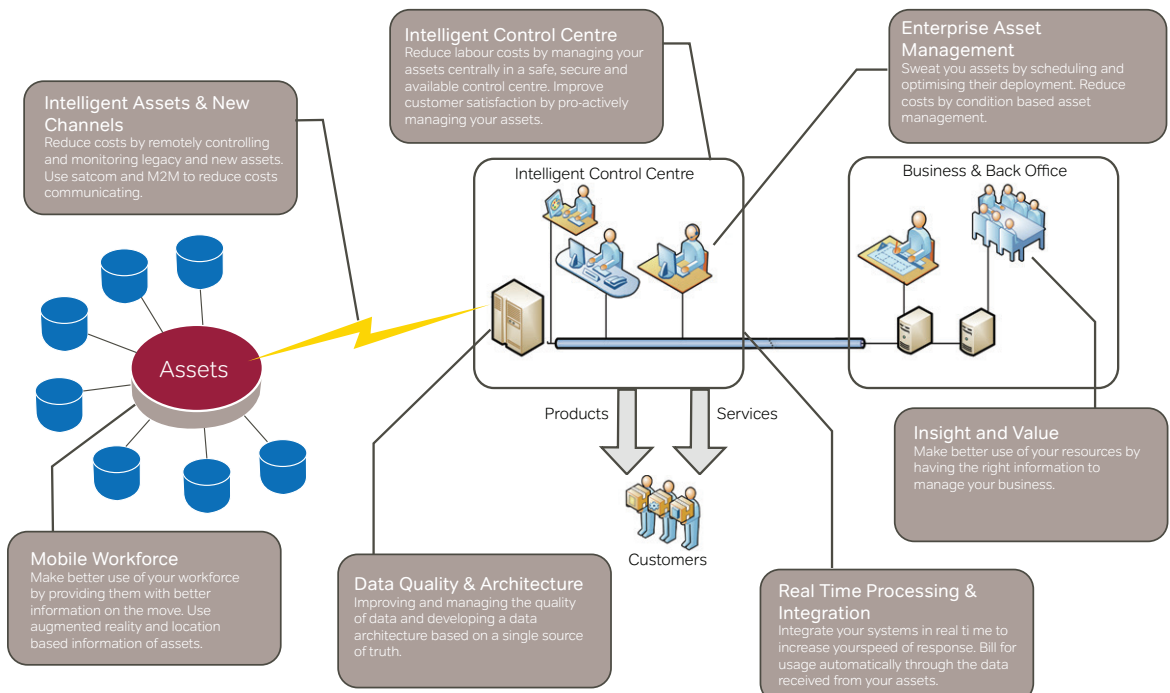 Intelligent Control Centre
Reduce labour costs by managing your
assets centrally in a safe, secure and
available control centre. Improve
customer satisfaction by pro-actively
managing your assets.
Enterprise Asset
Management
Sweat you assets by scheduling and
optimising their deployment. Reduce
costs by condition based asset
management.
Intelligent Assets & New
Channels
Reduce costs by remotely controlling
and monitoring legacy and new assets.
Use satcom and M2M to reduce costs
communicating.
Intelligent Control Centre
Business & Back Office
Assets
Products
Services
Customers
Insight and Value
Make better use of your resources by
having the right information to
manage your business.
Mobile Workforce
Make better use of your workforce
by providing them with better
information on the move. Use
augmented reality and location
based information of assets.
Data Quality & Architecture
Improving and managing the quality
of data and developing a data
architecture based on a single source
of truth.
Real Time Processing &
Integration
Integrate your systems in real ti me to
increase yourspeed of response. Bill for
usage automatically through the data
received from your assets.